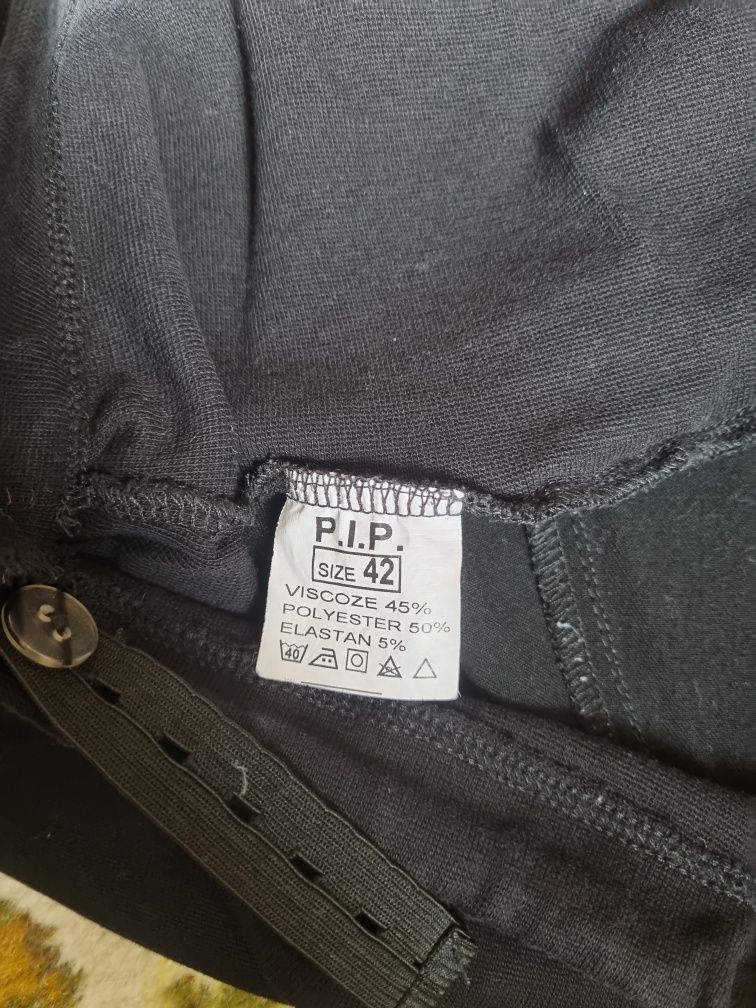 P.I.P.
SIZE 42
VISCOZE 45%
POLYESTER 50%
ELASTAN 5%
40